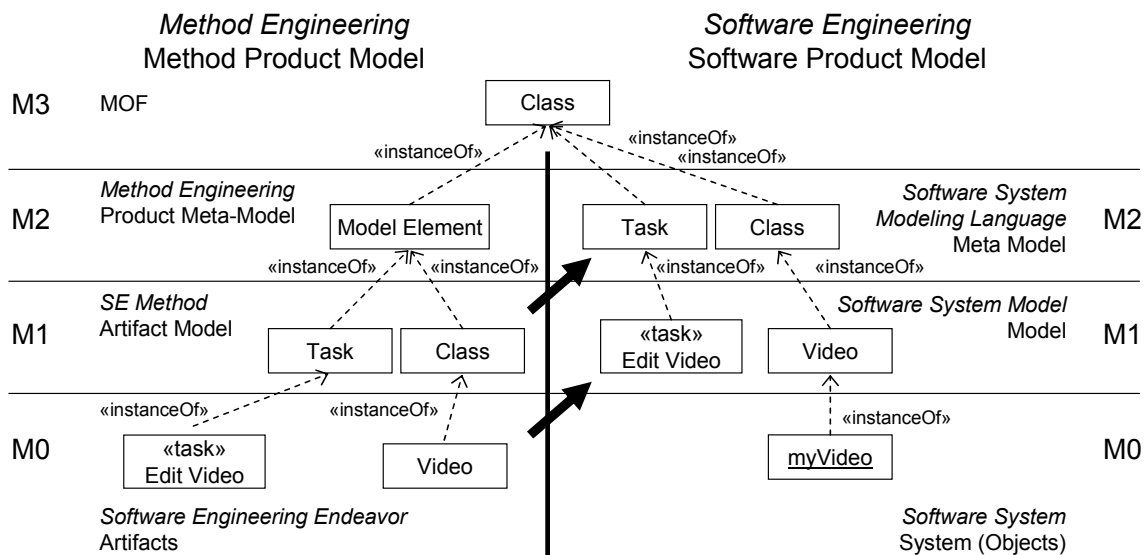 Method Engineering
Method Product Model
Software Engineering
Software Product Model
M3
MOF
Class
«instanceOf»
«instanceOf»
«instanceOf»
Method Engineering
Product Meta-Model
M2
Model Element
Task
Class
Software System
Modeling Language
Meta Model
M2
«instanceOf»
«instanceOf»
«instanceOf»
«instanceOf»
SE Method
Artifact Model
M1
Task
Class
«task»
Edit Video
Video
Software System Model
Model
M1
«instanceOf»
«instanceOf»
«instanceOf»
M0
«task»
Edit Video
Video
myVideo
M0
Software Engineering Endeavor
Artifacts
Software System
System (Objects)